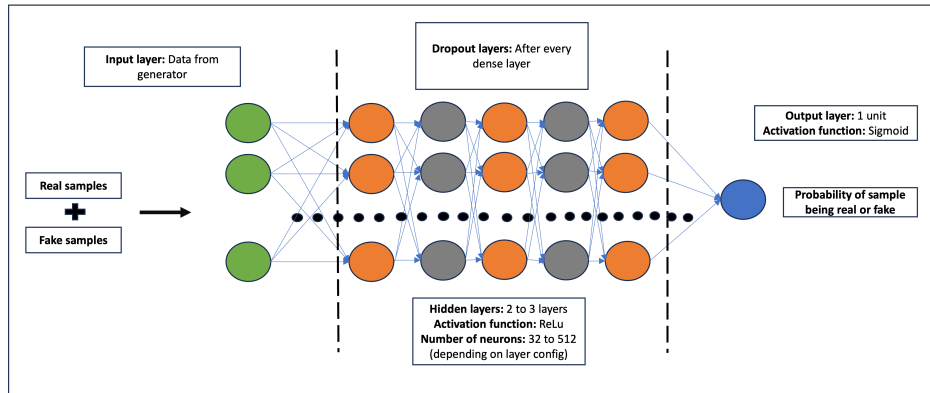 Input layer: Data from
generator
Dropout layers: After every
dense layer
Output layer: 1 unit
Activation function: Sigmoid
Real samples
Fake samples
Probability of sample
being real or fake
Hidden layers: 2 to 3 layers
Activation function: ReLu
Number of neurons: 32 to 512
(depending on layer config)